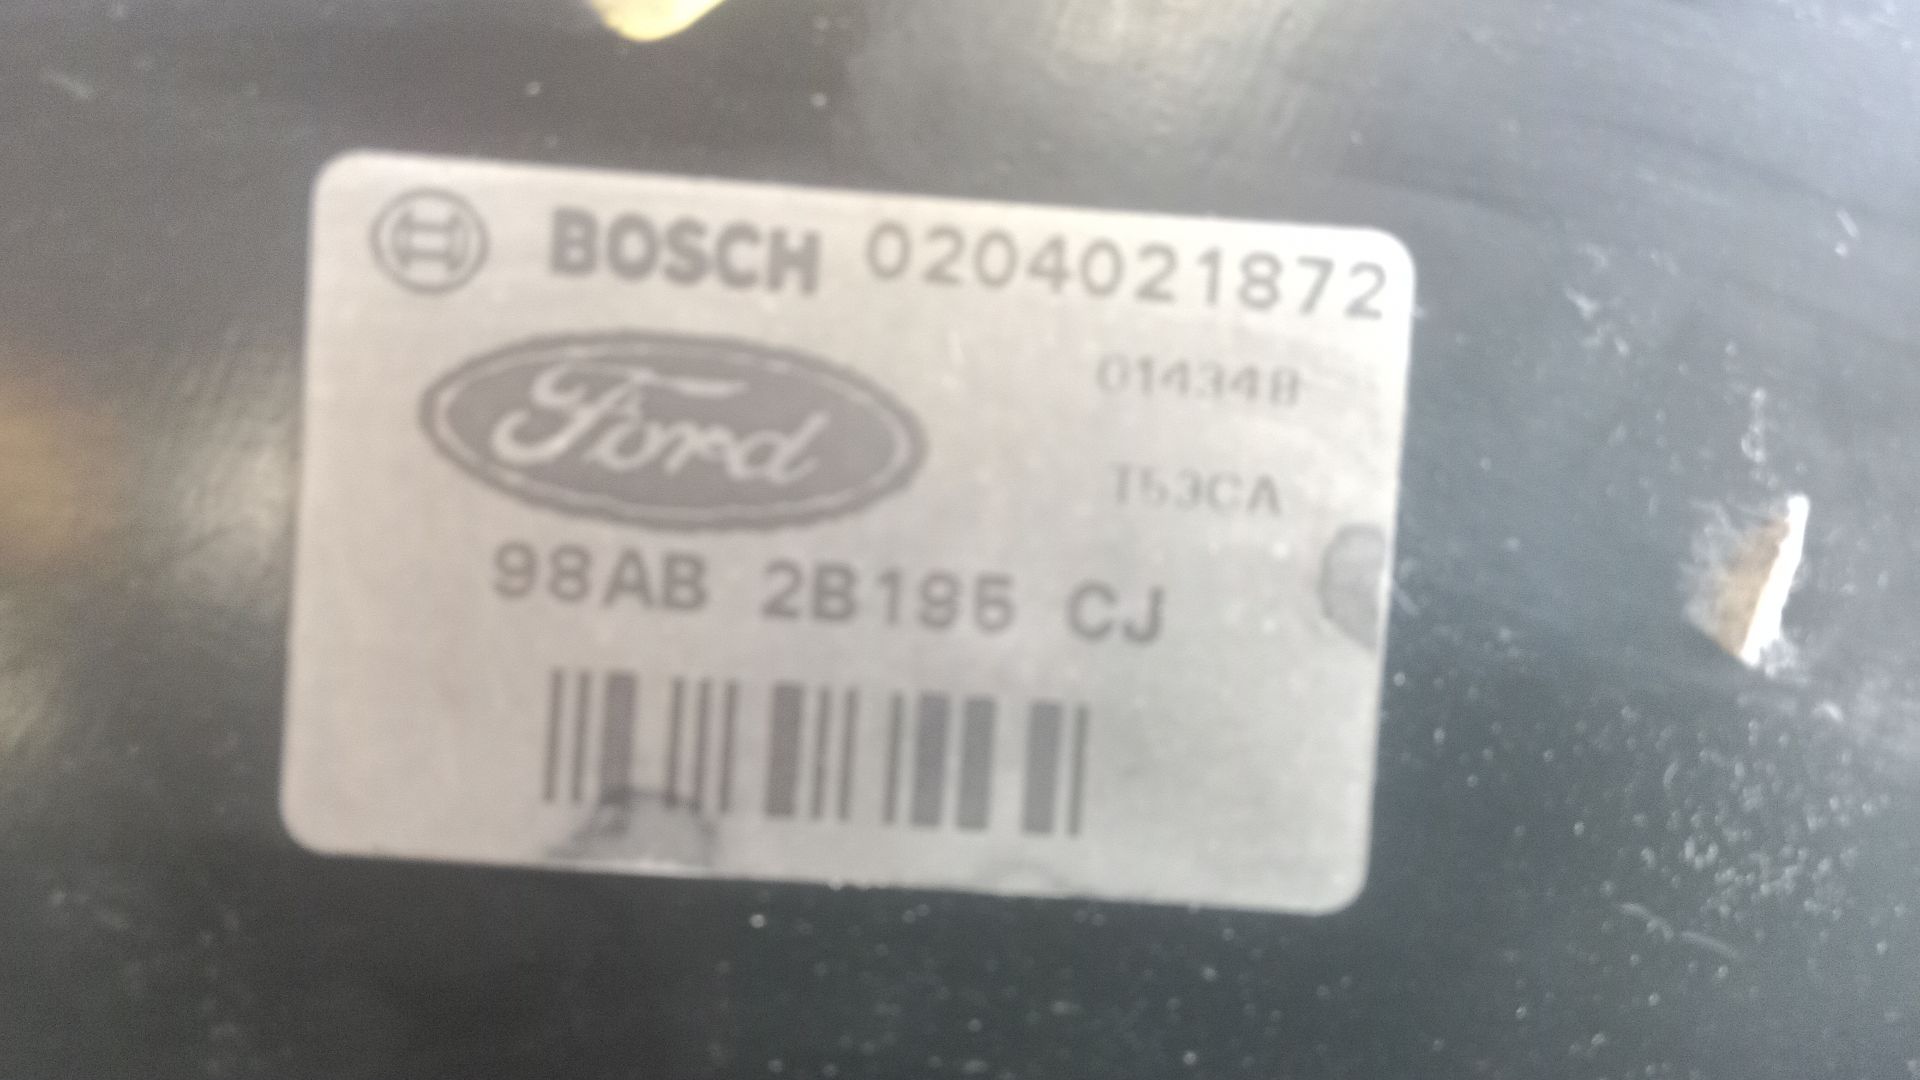 BOSCH 0204021872
Ford
014348
T53CA
98AB 2B195 CJ